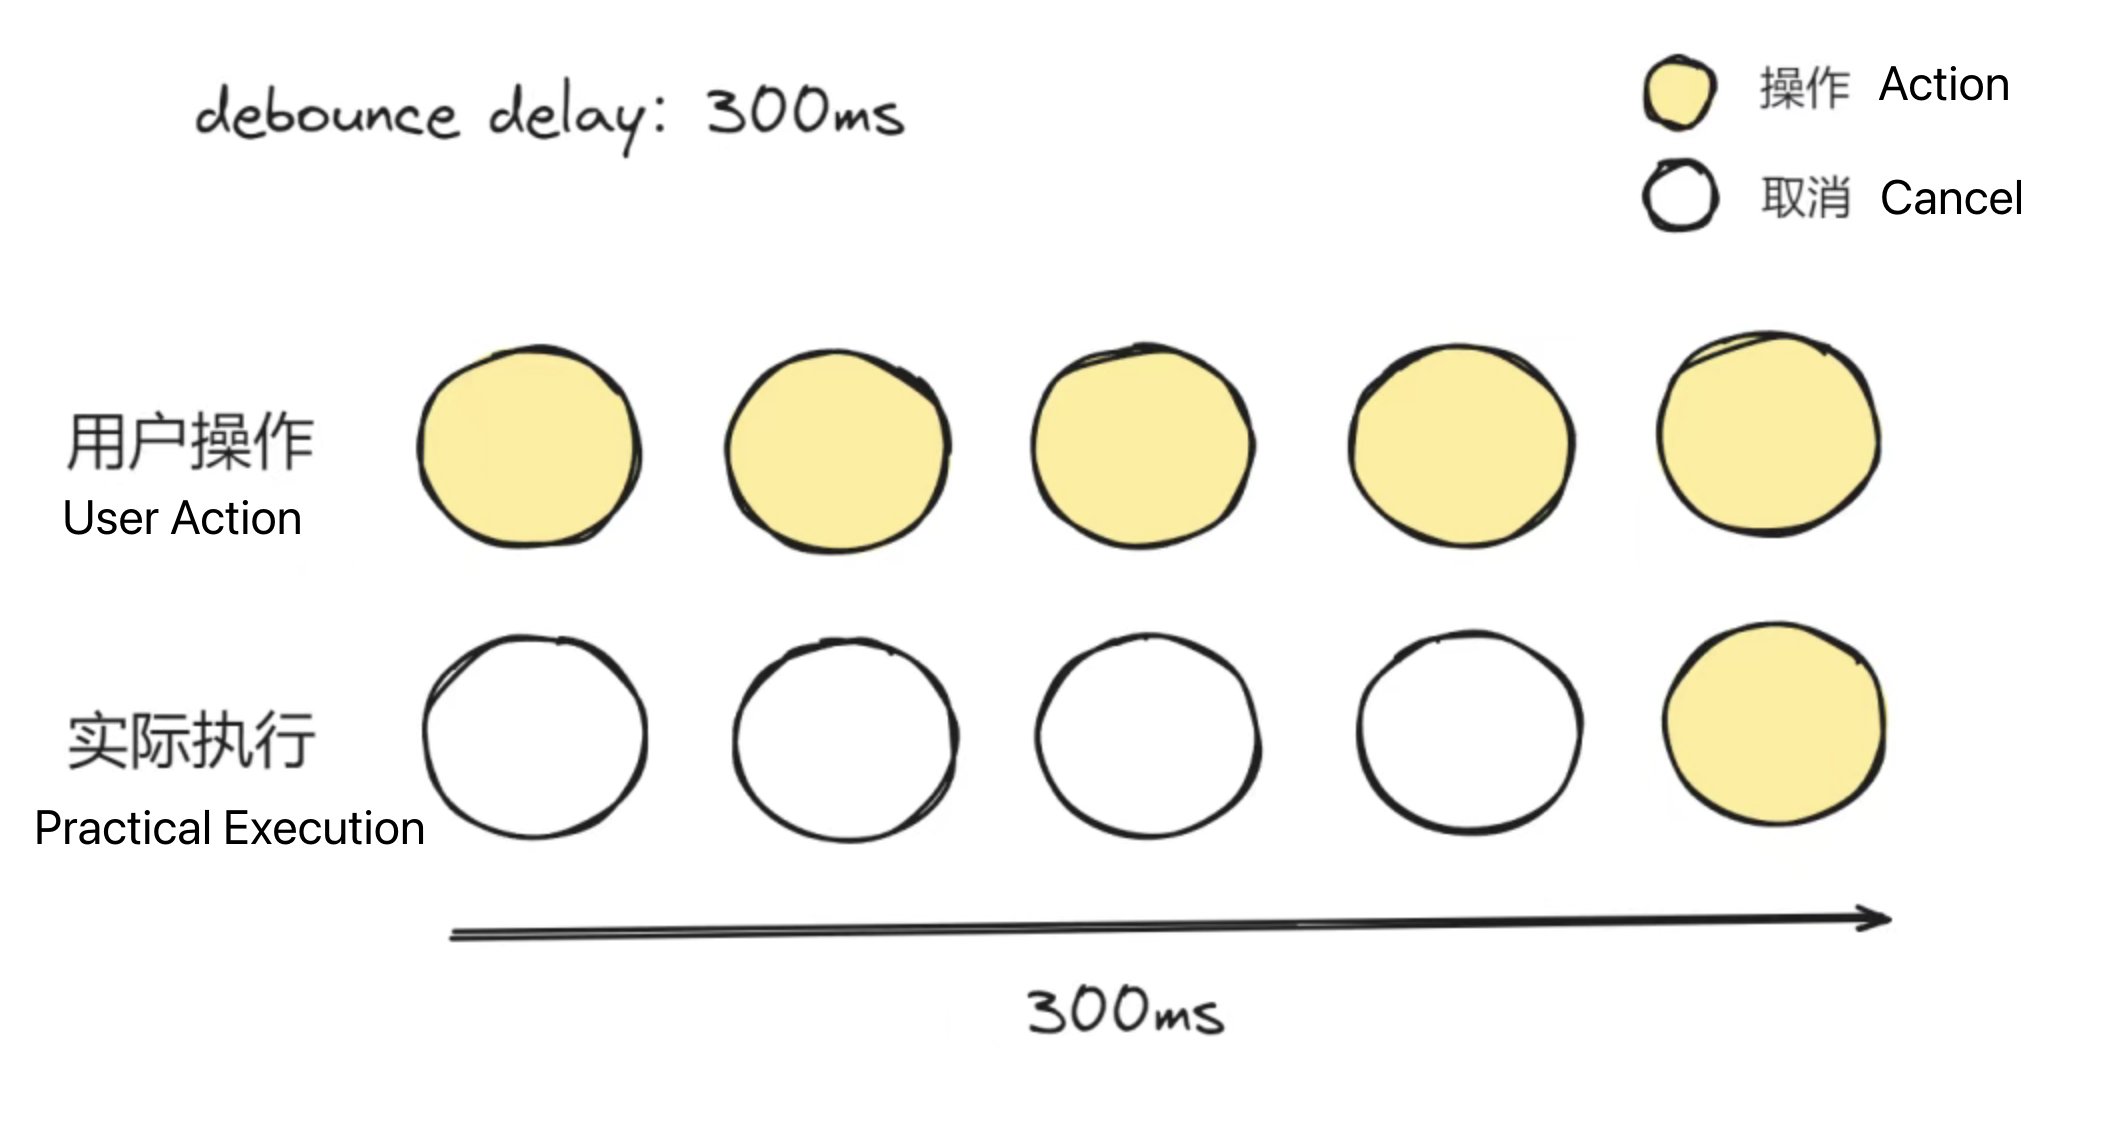 debounce delay: 300ms
操作 Action
取消 Cancel
用户操作
User Action
实际执行
Practical Execution
300ms